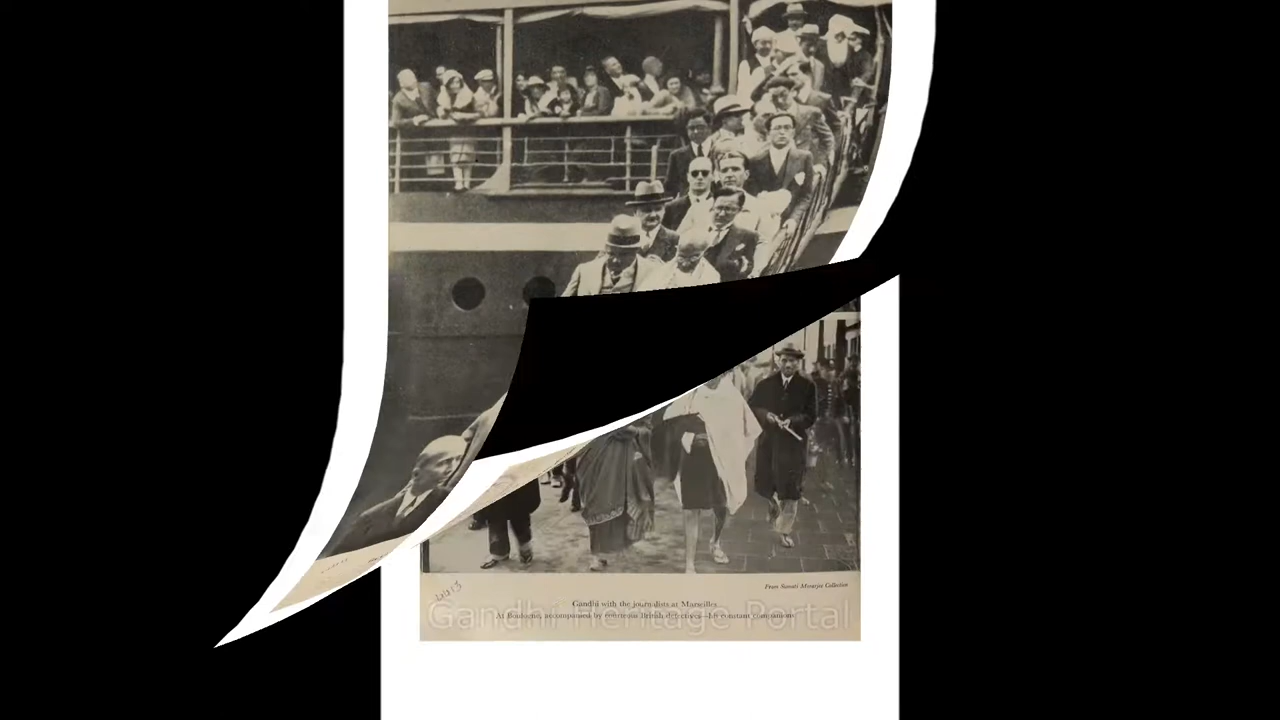 From Sumati Morarjee Collection
4413
Gandhi with the journalists at Marseilles
At Boulogne, accompanied by courteous British detectives—his constant companions.
Gandhi Heritage Portal